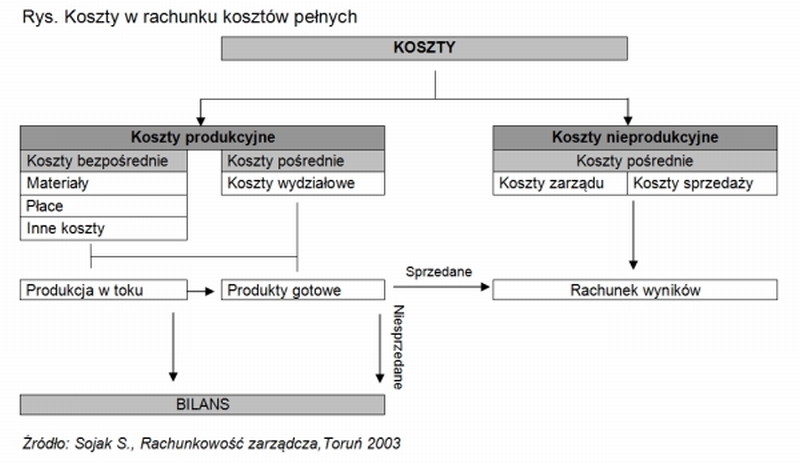 Rys. Koszty w rachunku kosztów pełnych
KOSZTY
Koszty produkcyjne
Koszty nieprodukcyjne
Koszty bezpośrednie
Koszty pośrednie
Koszty pośrednie
Materiały
Koszty wydziałowe
Koszty zarządu
Koszty sprzedaży
Płace
Inne koszty
Sprzedane
Produkcja w toku
Produkty gotowe
Rachunek wyników
Niesprzedane
BILANS
Źródło: Sojak S., Rachunkowość zarządcza,Toruń 2003